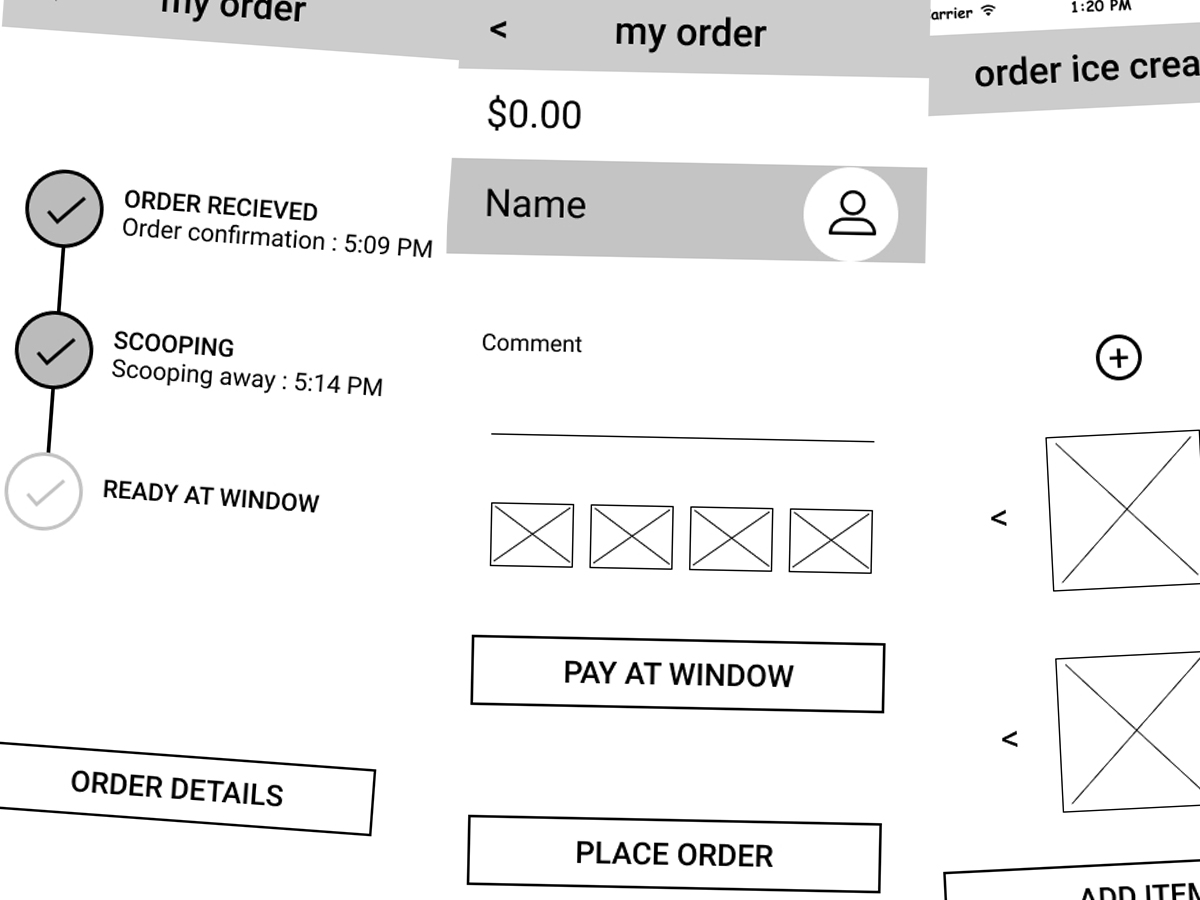 my order
ORDER RECIEVED
Order confirmation : 5:09 PM
SCOOPING
Scooping away : 5:14 PM
READY AT WINDOW
ORDER DETAILS
< my order
$0.00
Name
Comment
PAY AT WINDOW
PLACE ORDER
arrier 1:20 PM
order ice crea
<
<
ADD ITEM